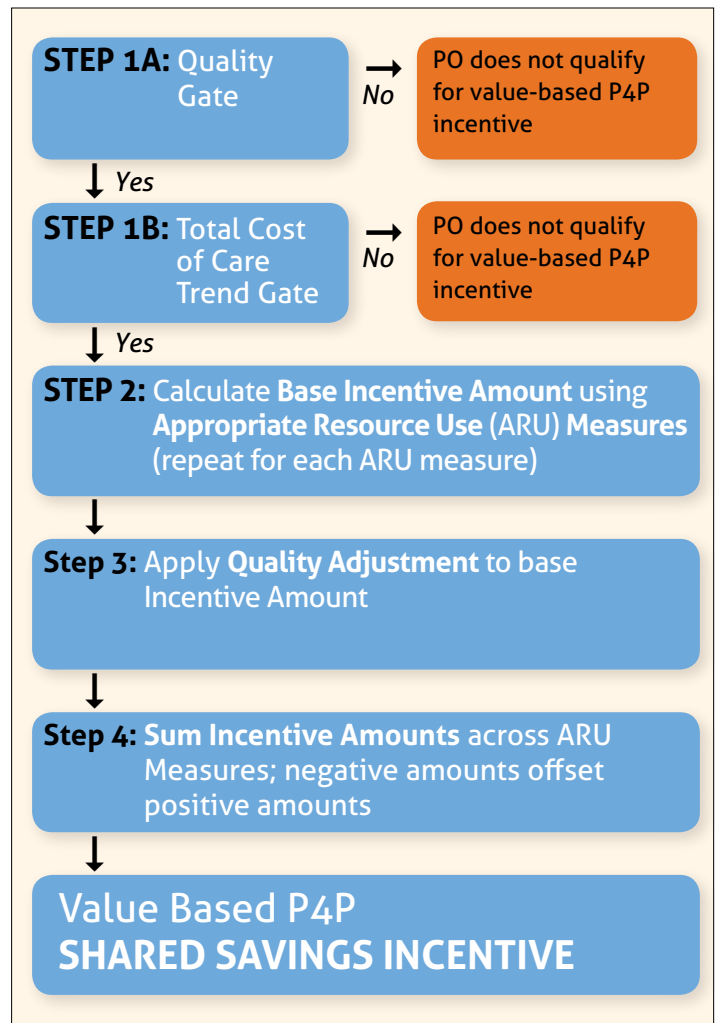 STEP 1A: Quality
Gate
No
PO does not qualify
for value-based P4P
incentive
Yes
STEP 1B: Total Cost
of Care
Trend Gate
No
PO does not qualify
for value-based P4P
incentive
Yes
STEP 2: Calculate Base Incentive Amount using
Appropriate Resource Use (ARU) Measures
(repeat for each ARU measure)
Step 3: Apply Quality Adjustment to base
Incentive Amount
Step 4: Sum Incentive Amounts across ARU
Measures; negative amounts offset
positive amounts
Value Based P4P
SHARED SAVINGS INCENTIVE